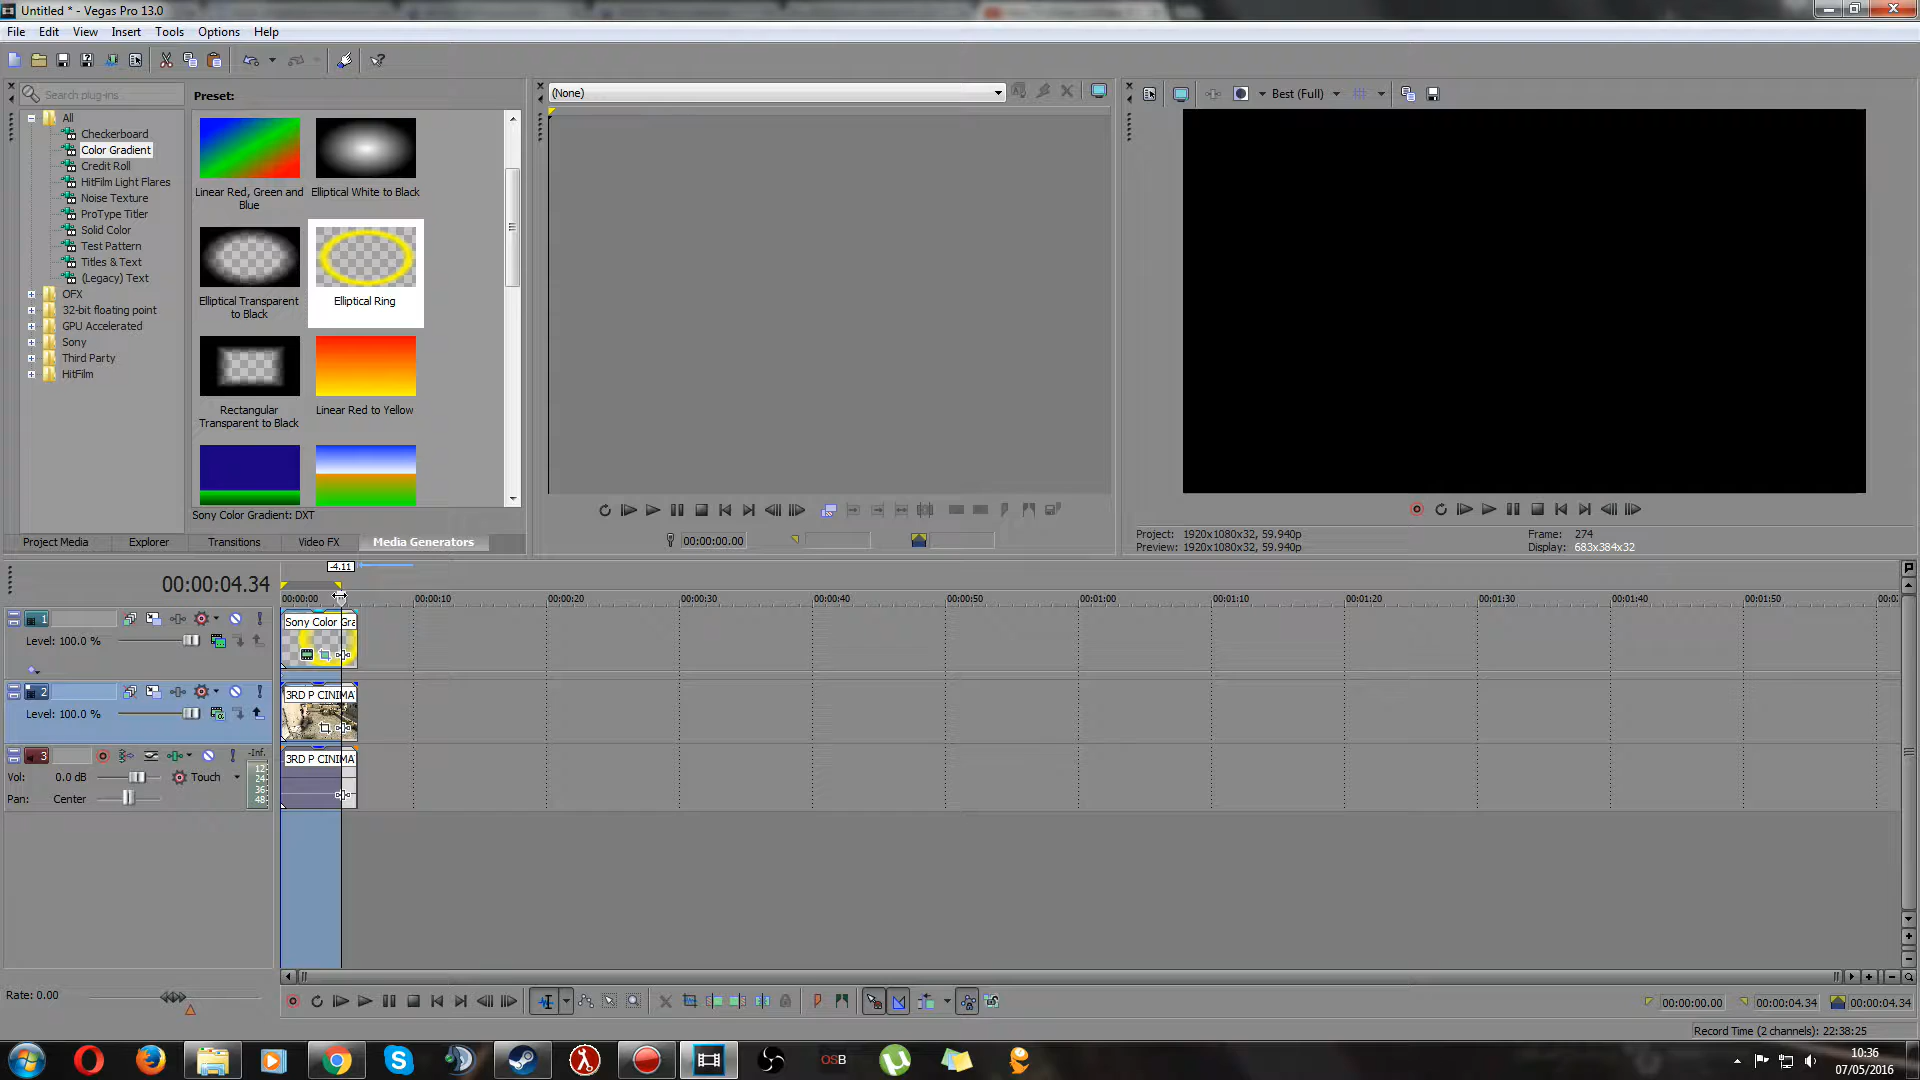 Untitled * - Vegas Pro 13.0
File Edit View Insert Tools Options Help
Search plug-ins
Preset:
(None)
Best (Full)
All
Checkerboard
Color Gradient
Credit Roll
HitFilm Light Flares
Noise Texture
ProType Titler
Solid Color
Test Pattern
Titles & Text
(Legacy) Text
OFX
32-bit floating point
GPU Accelerated
Sony
Third Party
HitFilm
Linear Red, Green and
Blue
Elliptical White to Black
Elliptical Transparent
to Black
Elliptical Ring
Rectangular
Transparent to Black
Linear Red to Yellow
Sony Color Gradient: DXT
Project Media Explorer Transitions Video FX Media Generators
00:00:00.00
Project: 1920x1080x32, 59.940p
Preview: 1920x1080x32, 59.940p
Frame: 274
Display: 683x384x32
-4.11
00:00:04.34
00:00:00 00:00:10 00:00:20 00:00:30 00:00:40 00:00:50 00:01:00 00:01:10 00:01:20 00:01:30 00:01:40 00:01:50
1
Level: 100.0 %
Sony Color Gra
2
Level: 100.0 %
3RD P CINIMA
3
-Inf.
Vol: 0.0 dB Touch
Pan: Center
12
24
36
48
3RD P CINIMA
Rate: 0.00
00:00:00.00 00:00:04.34 00:00:04.34
Record Time (2 channels): 22:38:25
OSB
10:36
07/05/2016